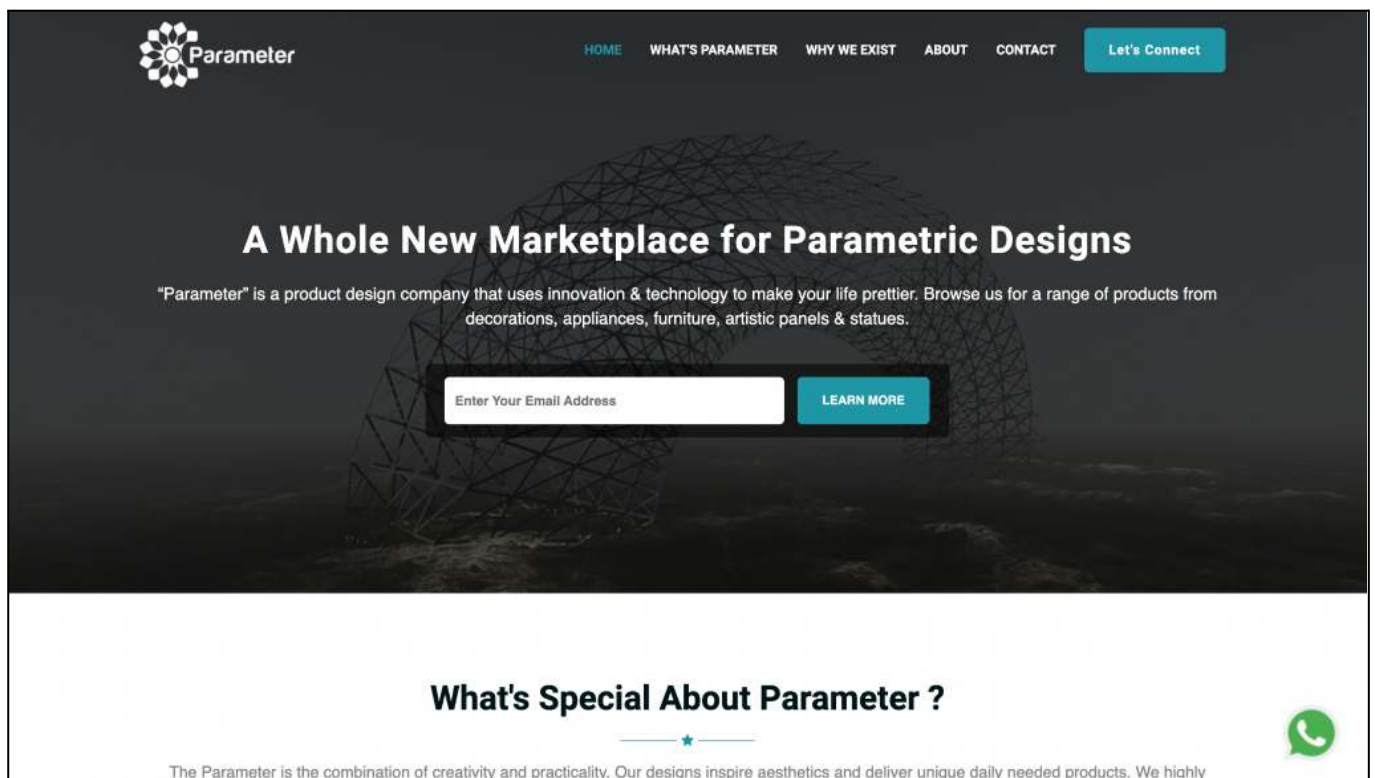 Parameter
HOME WHAT'S PARAMETER WHY WE EXIST ABOUT CONTACT Let's Connect
A Whole New Marketplace for Parametric Designs
“Parameter” is a product design company that uses innovation & technology to make your life prettier. Browse us for a range of products from
decorations, appliances, furniture, artistic panels & statues.
Enter Your Email Address LEARN MORE
What's Special About Parameter ?
The Parameter is the combination of creativity and practicality. Our designs inspire aesthetics and deliver unique daily needed products. We highly